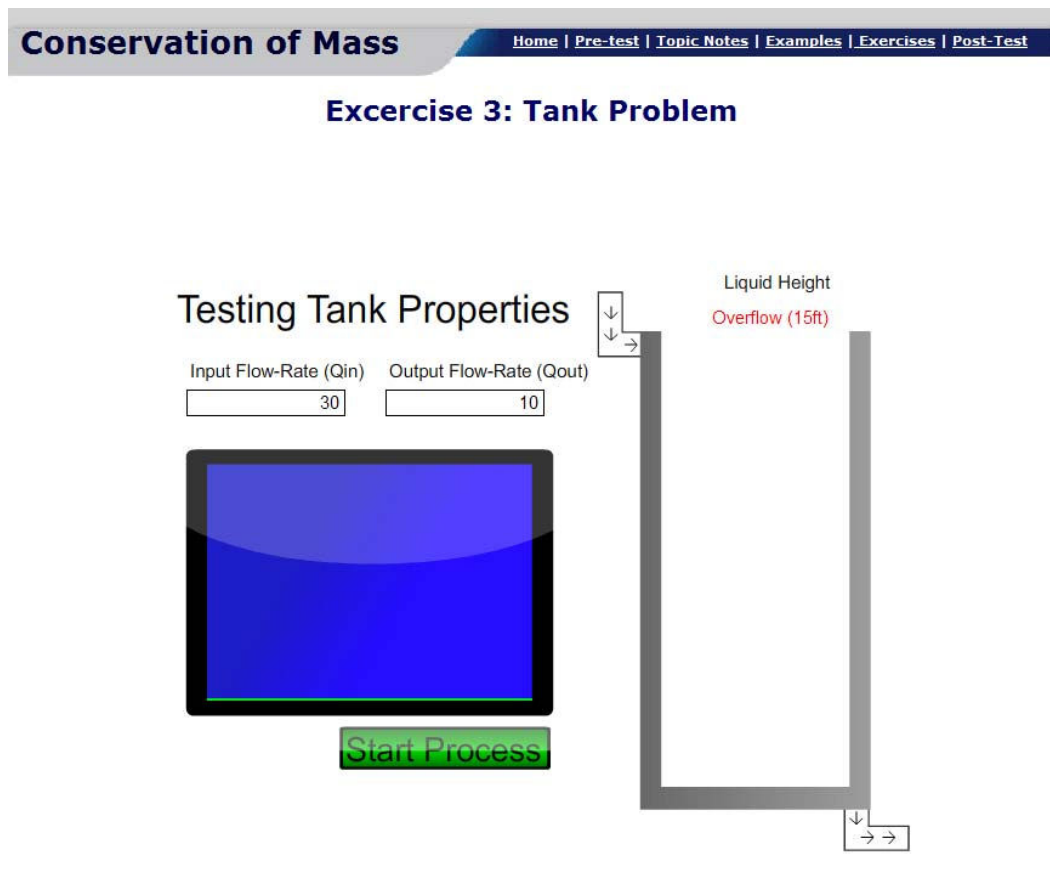 Conservation of Mass
Home | Pre-test | Topic Notes | Examples | Exercises | Post-Test
Excercise 3: Tank Problem
Liquid Height
Testing Tank Properties
Overflow (15ft)
Input Flow-Rate (Qin) Output Flow-Rate (Qout)
30 10
Start Process